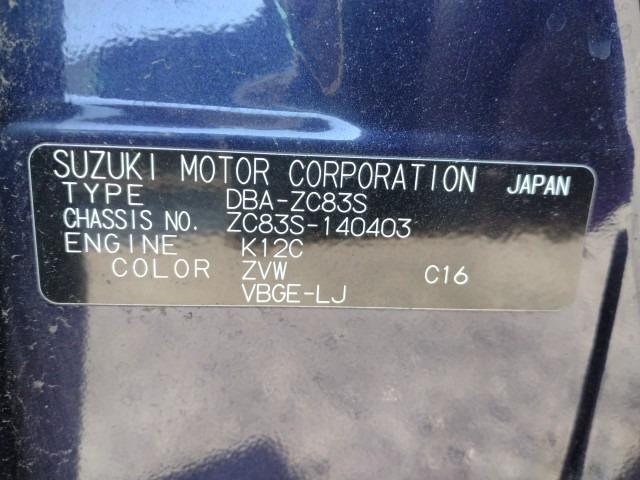 SUZUKI MOTOR CORPORATION JAPAN
TYPE DBA-ZC83S
CHASSIS NO. ZC83S-140403
ENGINE K12C
COLOR ZVW C16
VBGE-LJ